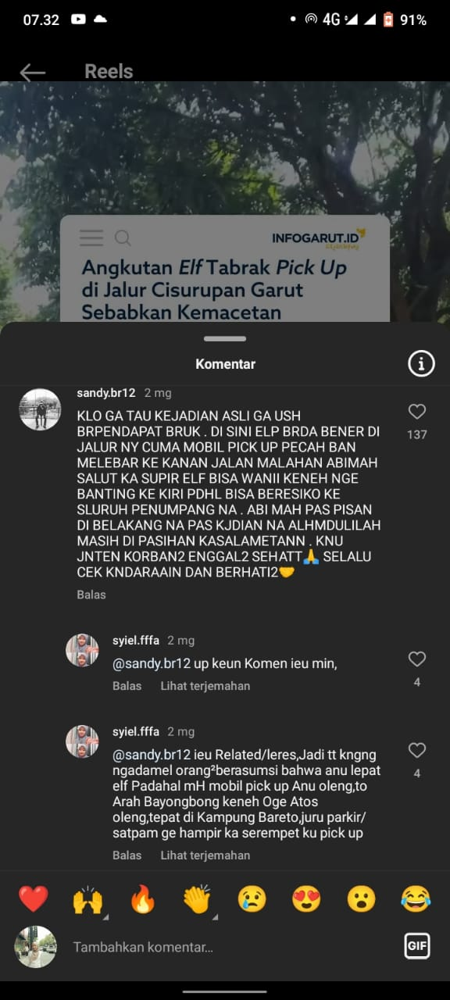 07.32 4G 91%
Reels
INFOGARUT.ID
Angkutan Elf Tabrak Pick Up
di Jalur Cisurupan Garut
Sebabkan Kemacetan
Komentar
sandy.br12 2 mg
KLO GA TAU KEJADIAN ASLI GA USH
BRPENDAPAT BRUK . DI SINI ELP BRDA BENER DI
JALUR NY CUMA MOBIL PICK UP PECAH BAN
MELEBAR KE KANAN JALAN MALAHAN ABIMAH
SALUT KA SUPIR ELF BISA WANII KENEH NGE
BANTING KE KIRI PDHL BISA BERESIKO KE
SLURUH PENUMPANG NA . ABI MAH PAS PISAN
DI BELAKANG NA PAS KJDIAN NA ALHMDULILAH
MASIH DI PASIHAN KASALAMETANN . KNU
JNTEN KORBAN2 ENGGAL2 SEHATT🙏 SELALU
CEK KNDARAAIN DAN BERHATI2🤝
137
Balas
syiel.fffa 2 mg
@sandy.br12 up keun Komen ieu min,
4
Balas Lihat terjemahan
syiel.fffa 2 mg
@sandy.br12 ieu Related/leres,Jadi tt kngng
ngadamel orang²berasumsi bahwa anu lepat
elf Padahal mH mobil pick up Anu oleng,to
Arah Bayongbong keneh Oge Atos
oleng,tepat di Kampung Bareto,juru parkir/
satpam ge hampir ka serempet ku pick up
4
Balas Lihat terjemahan
❤️ 🙌 🔥 👏 😢 😍 😮 😂
Tambahkan komentar... GIF